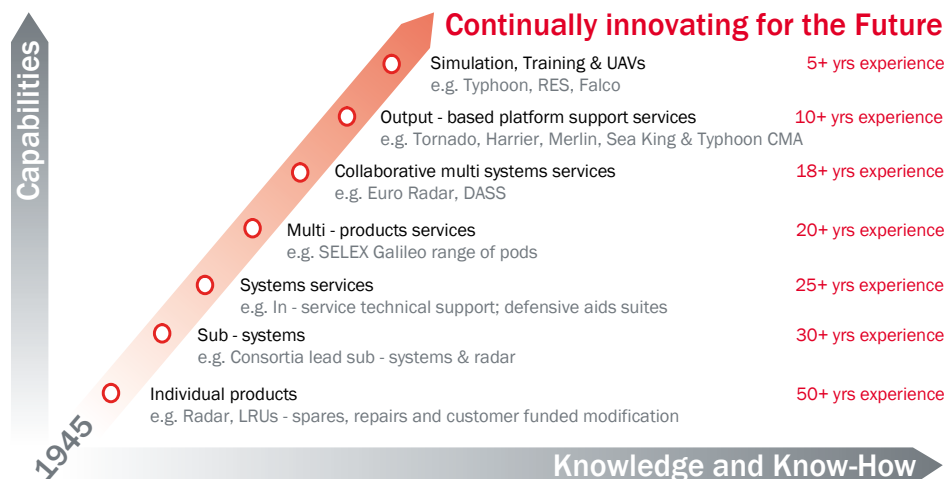 Continually innovating for the Future
Capabilities
Simulation, Training & UAVs 5+ yrs experience
e.g. Typhoon, RES, Falco
Output - based platform support services 10+ yrs experience
e.g. Tornado, Harrier, Merlin, Sea King & Typhoon CMA
Collaborative multi systems services 18+ yrs experience
e.g. Euro Radar, DASS
Multi - products services 20+ yrs experience
e.g. SELEX Galileo range of pods
Systems services 25+ yrs experience
e.g. In - service technical support; defensive aids suites
Sub - systems 30+ yrs experience
e.g. Consortia lead sub - systems & radar
Individual products 50+ yrs experience
e.g. Radar, LRUs - spares, repairs and customer funded modification
1945
Knowledge and Know-How